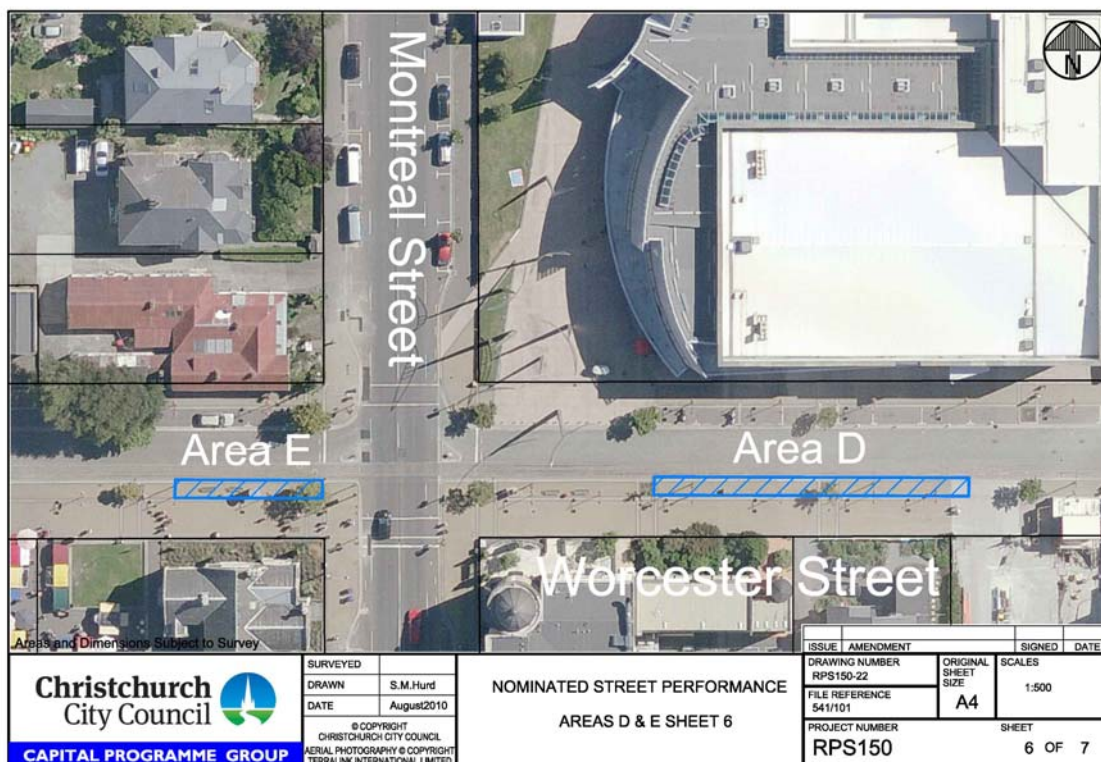 Montreal Street
N
Area E
Area D
Worcester Street
Areas and Dimensions Subject to Survey
Christchurch
City Council
CAPITAL PROGRAMME GROUP
SURVEYED
DRAWN S.M.Hurd
DATE August2010
© COPYRIGHT
CHRISTCHURCH CITY COUNCIL
AERIAL PHOTOGRAPHY © COPYRIGHT
TERRALINK INTERNATIONAL LIMITED
NOMINATED STREET PERFORMANCE
AREAS D & E SHEET 6
ISSUE AMENDMENT SIGNED DATE
DRAWING NUMBER
RPS150-22
FILE REFERENCE
541/101
ORIGINAL
SHEET
SIZE
A4
SCALES
1:500
PROJECT NUMBER
RPS150
SHEET
6 OF 7